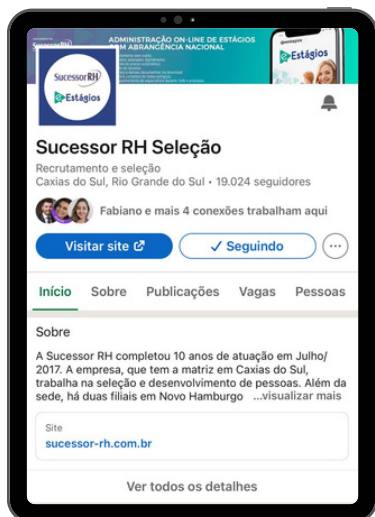 ADMINISTRAÇÃO ON-LINE DE ESTÁGIOS
COM ABRANGÊNCIA NACIONAL
Estágios
Sucessor RH
Estágios
Sucessor RH Seleção
Recrutamento e seleção
Caxias do Sul, Rio Grande do Sul • 19.024 seguidores
Fabiano e mais 4 conexões trabalham aqui
Visitar site
✓ Seguindo
Início Sobre Publicações Vagas Pessoas
Sobre
A Sucessor RH completou 10 anos de atuação em Julho/
2017. A empresa, que tem a matriz em Caxias do Sul,
trabalha na seleção e desenvolvimento de pessoas. Além da
sede, há duas filiais em Novo Hamburgo ...visualizar mais
Site
sucessor-rh.com.br
Ver todos os detalhes